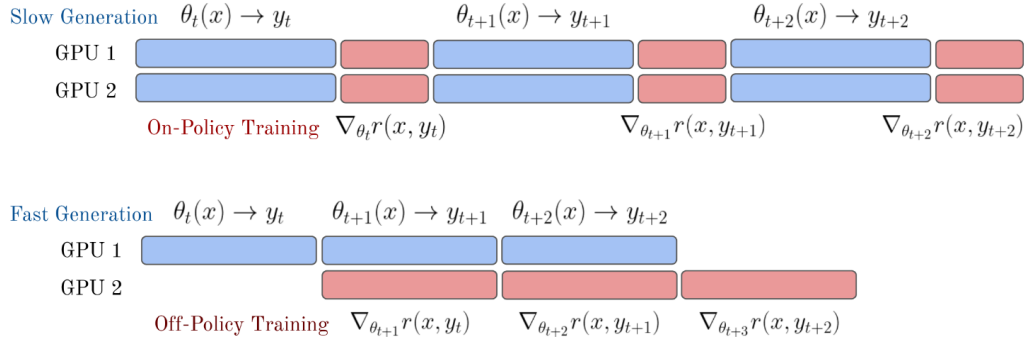 Slow Generation θ_t(x) → y_t θ_{t+1}(x) → y_{t+1} θ_{t+2}(x) → y_{t+2}
GPU 1
GPU 2
On-Policy Training ∇_{θ_t} r(x, y_t) ∇_{θ_{t+1}} r(x, y_{t+1}) ∇_{θ_{t+2}} r(x, y_{t+2})
Fast Generation θ_t(x) → y_t θ_{t+1}(x) → y_{t+1} θ_{t+2}(x) → y_{t+2}
GPU 1
GPU 2
Off-Policy Training ∇_{θ_{t+1}} r(x, y_t) ∇_{θ_{t+2}} r(x, y_{t+1}) ∇_{θ_{t+3}} r(x, y_{t+2})